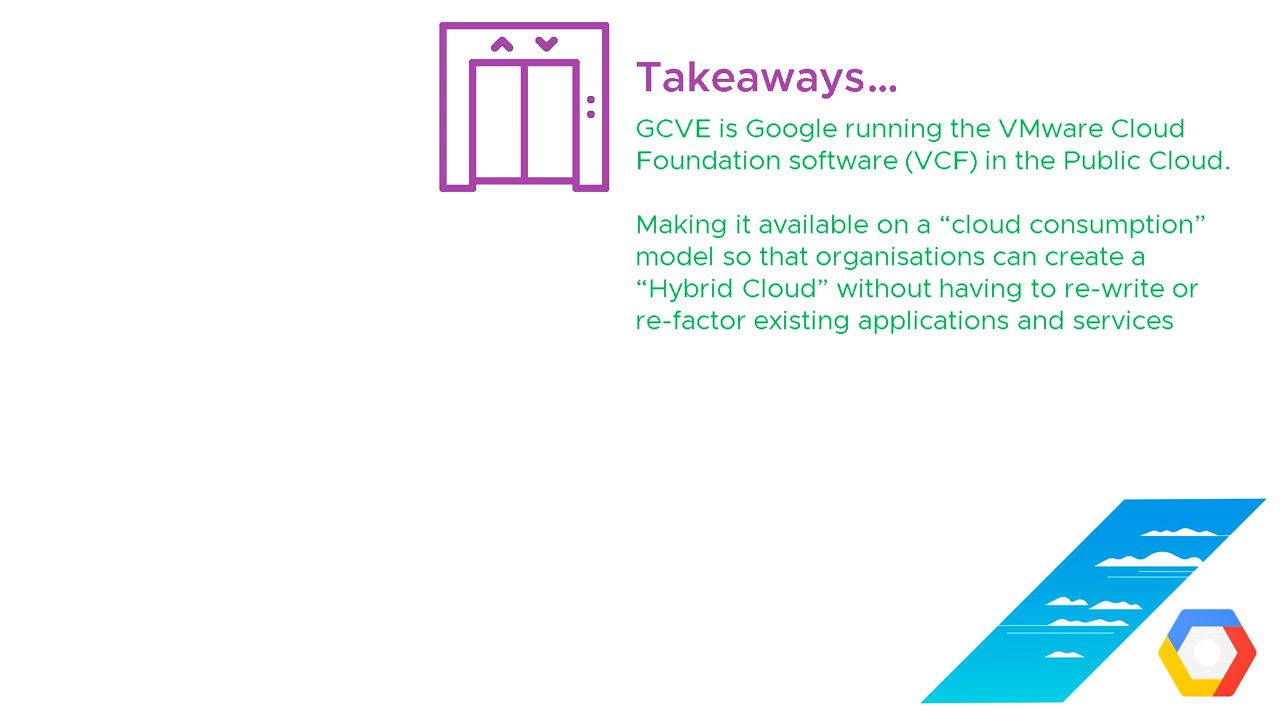 Takeaways...
GCVE is Google running the VMware Cloud
Foundation software (VCF) in the Public Cloud.
Making it available on a “cloud consumption”
model so that organisations can create a
“Hybrid Cloud” without having to re-write or
re-factor existing applications and services